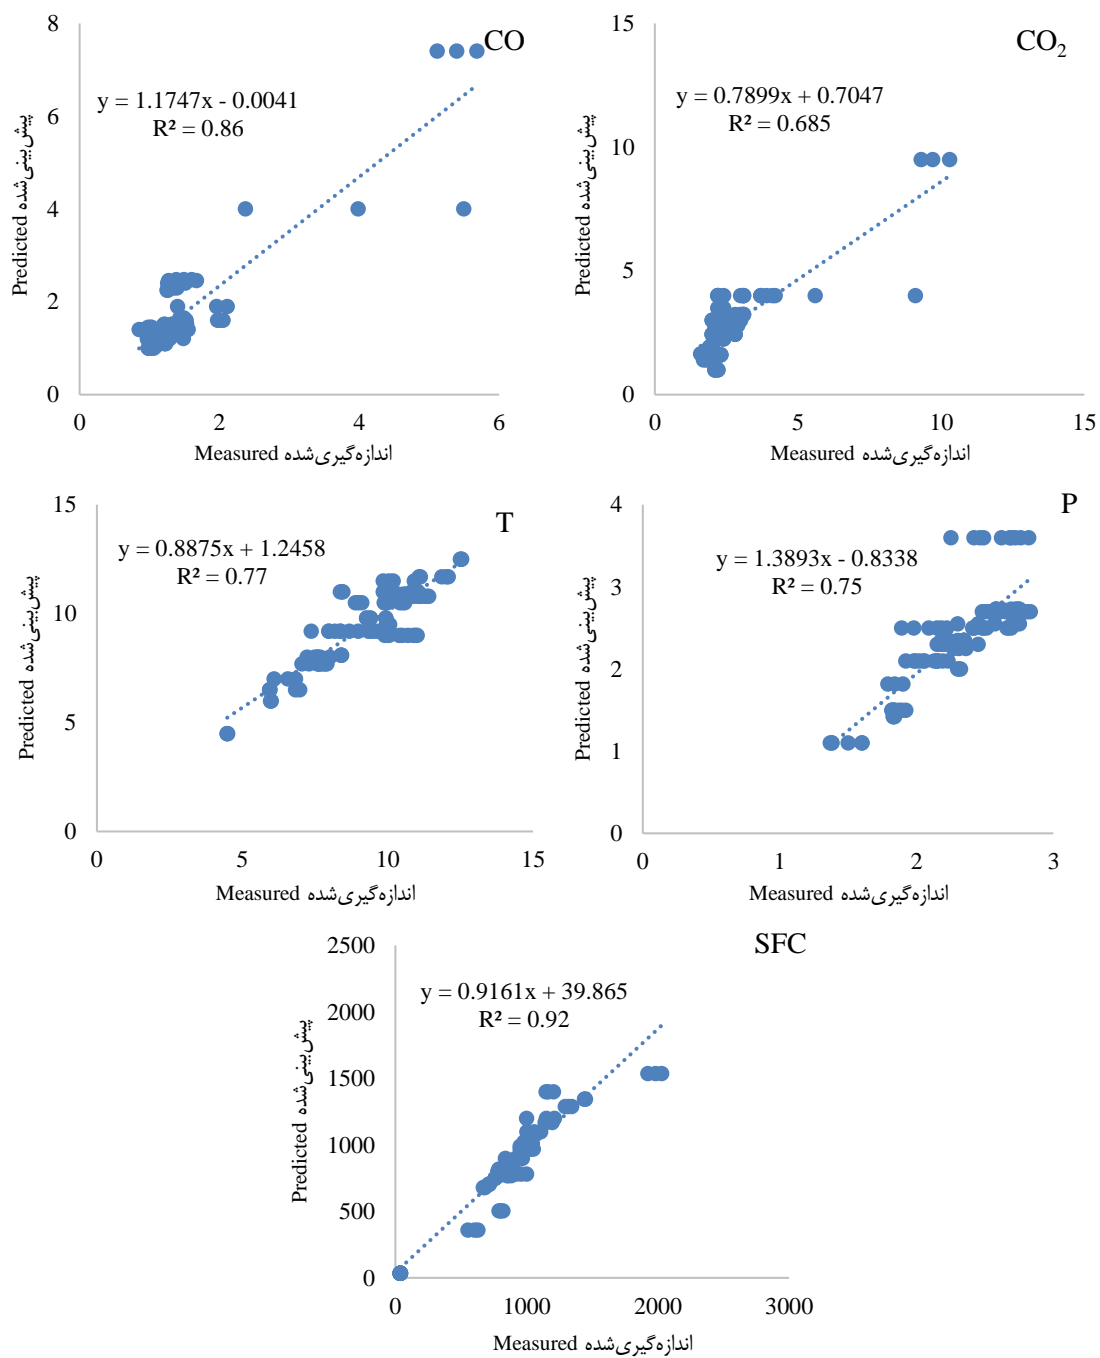 CO
y = 1.1747x - 0.0041
R² = 0.86
8
6
4
2
0
0 2 4 6
Predicted پیش‌بینی‌شده
Measured اندازه‌گیری‌شده
CO₂
y = 0.7899x + 0.7047
R² = 0.685
15
10
5
0
0 5 10 15
Predicted پیش‌بینی‌شده
Measured اندازه‌گیری‌شده
T
y = 0.8875x + 1.2458
R² = 0.77
15
10
5
0
0 5 10 15
Predicted پیش‌بینی‌شده
Measured اندازه‌گیری‌شده
P
y = 1.3893x - 0.8338
R² = 0.75
4
3
2
1
0
0 1 2 3
Predicted پیش‌بینی‌شده
Measured اندازه‌گیری‌شده
SFC
y = 0.9161x + 39.865
R² = 0.92
2500
2000
1500
1000
500
0
0 1000 2000 3000
Predicted پیش‌بینی‌شده
Measured اندازه‌گیری‌شده